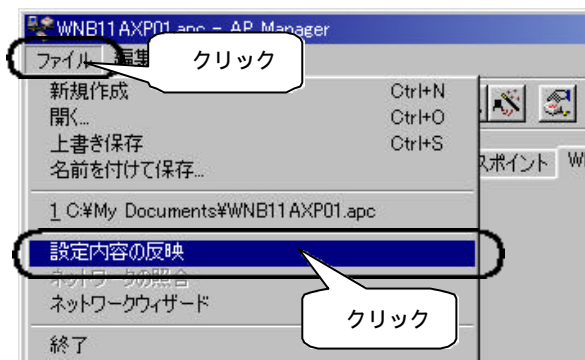 WNB11AXP01.apc - AP Manager
ファイル 編集
クリック
新規作成 Ctrl+N
開く... Ctrl+O
上書き保存 Ctrl+S
名前を付けて保存...
スポイント
1 C:¥My Documents¥WNB11AXP01.apc
設定内容の反映
ネットワークの照合
ネットワークウィザード
クリック
終了